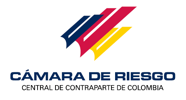 CÁMARA DE RIESGO
CENTRAL DE CONTRAPARTE DE COLOMBIA